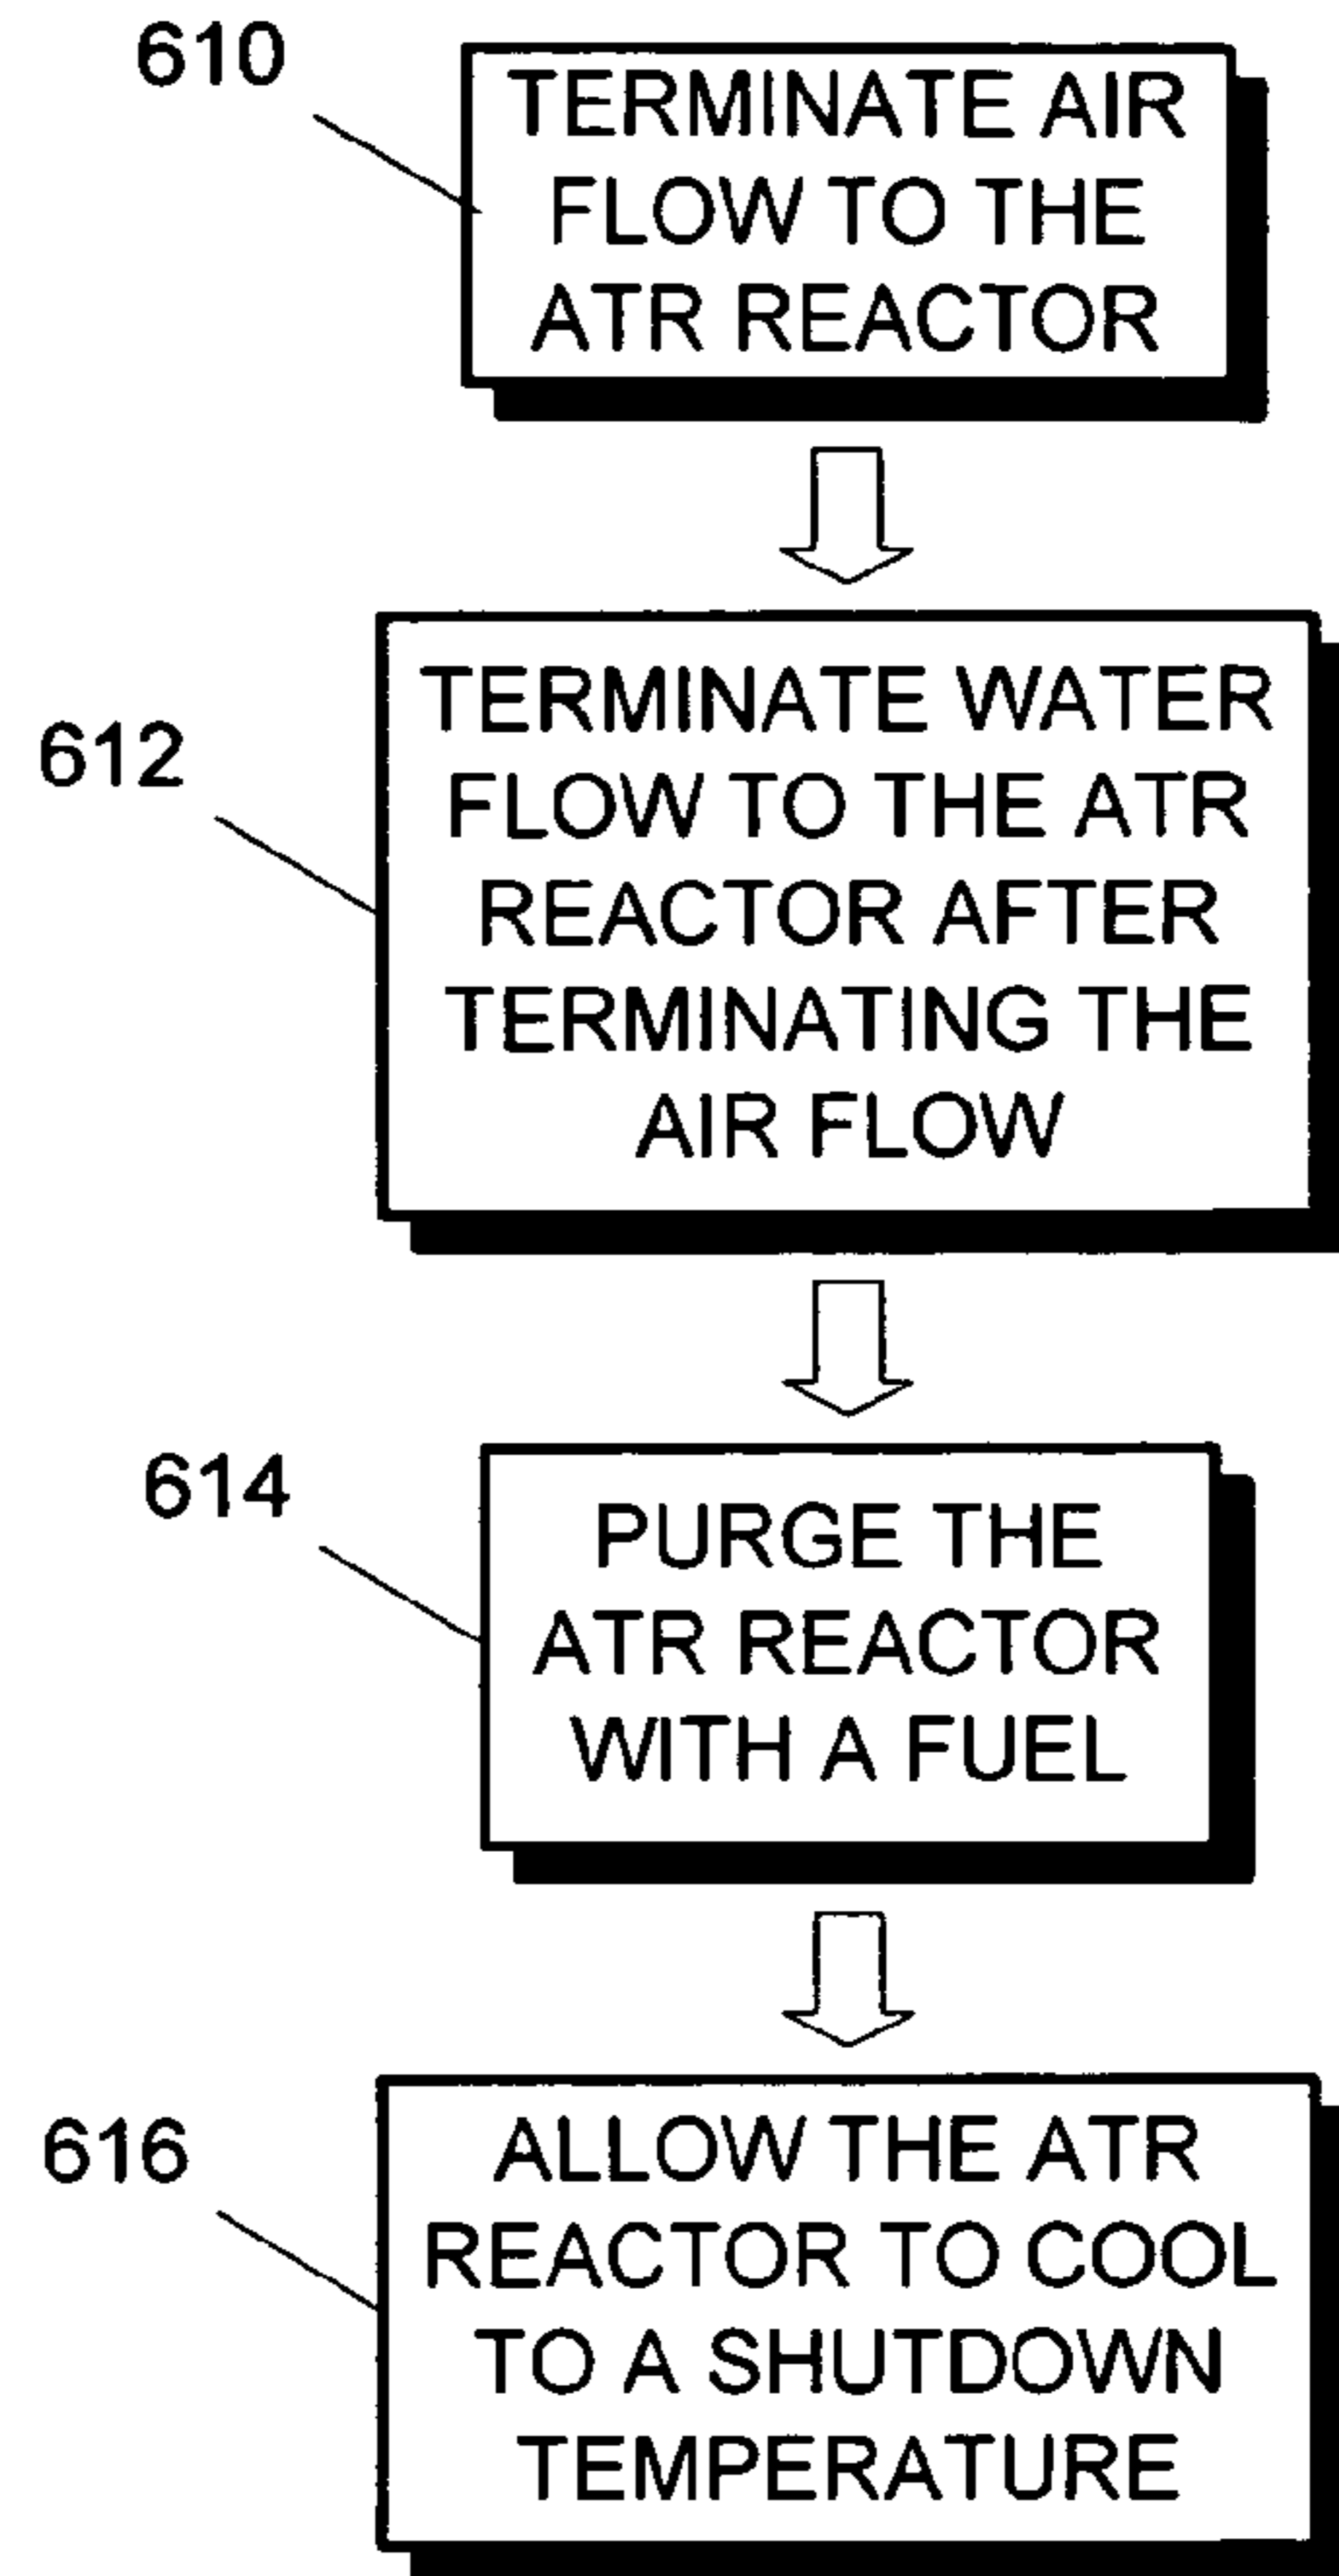 610
TERMINATE AIR
FLOW TO THE
ATR REACTOR
612
TERMINATE WATER
FLOW TO THE ATR
REACTOR AFTER
TERMINATING THE
AIR FLOW
614
PURGE THE
ATR REACTOR
WITH A FUEL
616
ALLOW THE ATR
REACTOR TO COOL
TO A SHUTDOWN
TEMPERATURE